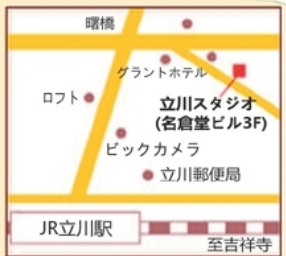 曙橋
グラントホテル
ロフト
立川スタジオ
(名倉堂ビル3F)
ビックカメラ
立川郵便局
JR立川駅
至吉祥寺